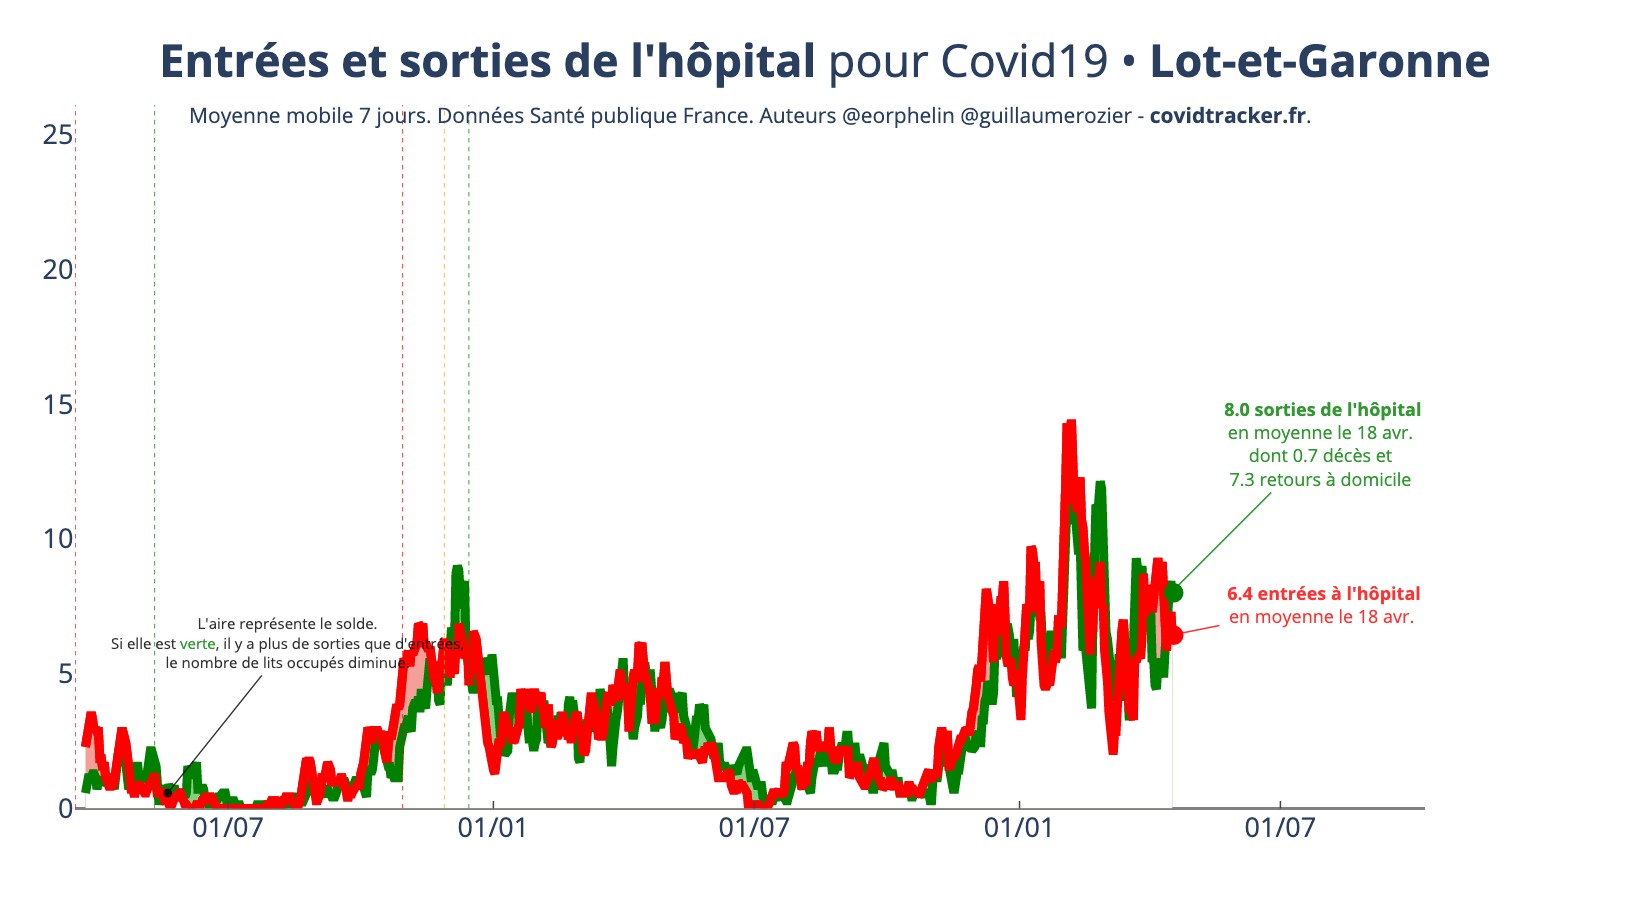 Entrées et sorties de l'hôpital pour Covid19 • Lot-et-Garonne
Moyenne mobile 7 jours. Données Santé publique France. Auteurs @eorphelin @guillaumerozier - covidtracker.fr.
25
20
15
10
5
0
8.0 sorties de l'hôpital
en moyenne le 18 avr.
dont 0.7 décès et
7.3 retours à domicile
6.4 entrées à l'hôpital
en moyenne le 18 avr.
L'aire représente le solde.
Si elle est verte, il y a plus de sorties que d'entrées,
le nombre de lits occupés diminue.
01/07 01/01 01/07 01/01 01/07